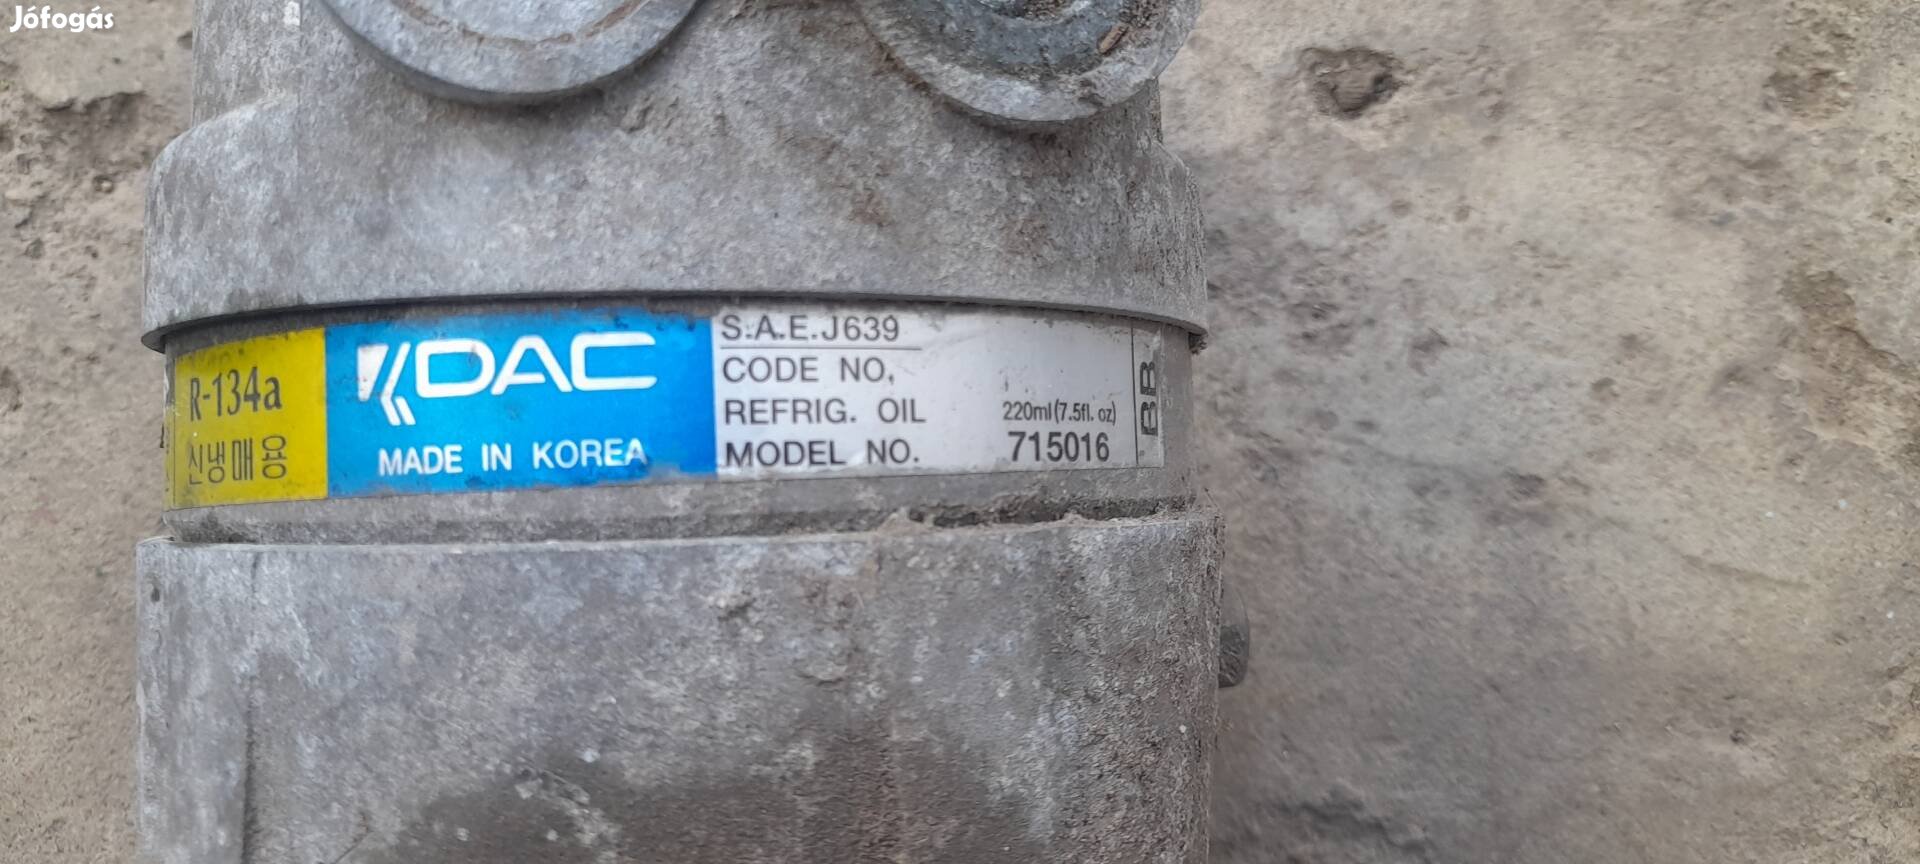 Jófogás
R-134a
신냉매용
KDAC
MADE IN KOREA
S.A.E.J639
CODE NO.
REFRIG. OIL 220ml(7.5fl. oz)
MODEL NO. 715016
BB